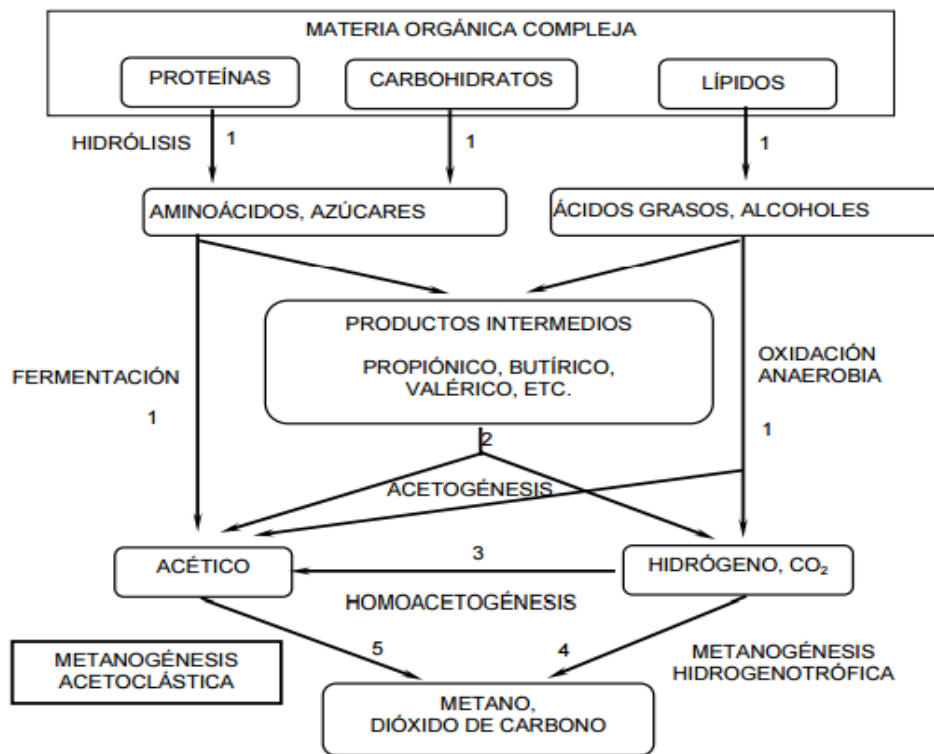 MATERIA ORGÁNICA COMPLEJA
PROTEÍNAS
CARBOHIDRATOS
LÍPIDOS
HIDRÓLISIS
1
1
1
AMINOÁCIDOS, AZÚCARES
ÁCIDOS GRASOS, ALCOHOLES
PRODUCTOS INTERMEDIOS
PROPIÓNICO, BUTÍRICO,
VALÉRICO, ETC.
FERMENTACIÓN
1
OXIDACIÓN
ANAEROBIA
1
2
ACETOGÉNESIS
ACÉTICO
3
HIDRÓGENO, CO₂
HOMOACETOGÉNESIS
METANOGÉNESIS
ACETOCLÁSTICA
5
4
METANOGÉNESIS
HIDROGENOTRÓFICA
METANO,
DIÓXIDO DE CARBONO